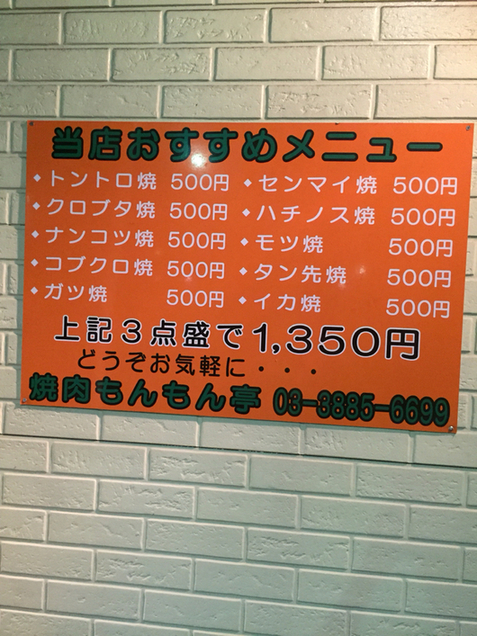 当店おすすめメニュー
◆トントロ焼 500円 ◆センマイ焼 500円
◆クロブタ焼 500円 ◆ハチノス焼 500円
◆ナンコツ焼 500円 ◆モツ焼 500円
◆コブクロ焼 500円 ◆タン先焼 500円
◆ガツ焼 500円 ◆イカ焼 500円
上記3点盛で1,350円
どうぞお気軽に・・・
焼肉もんもん亭 03-3885-6699